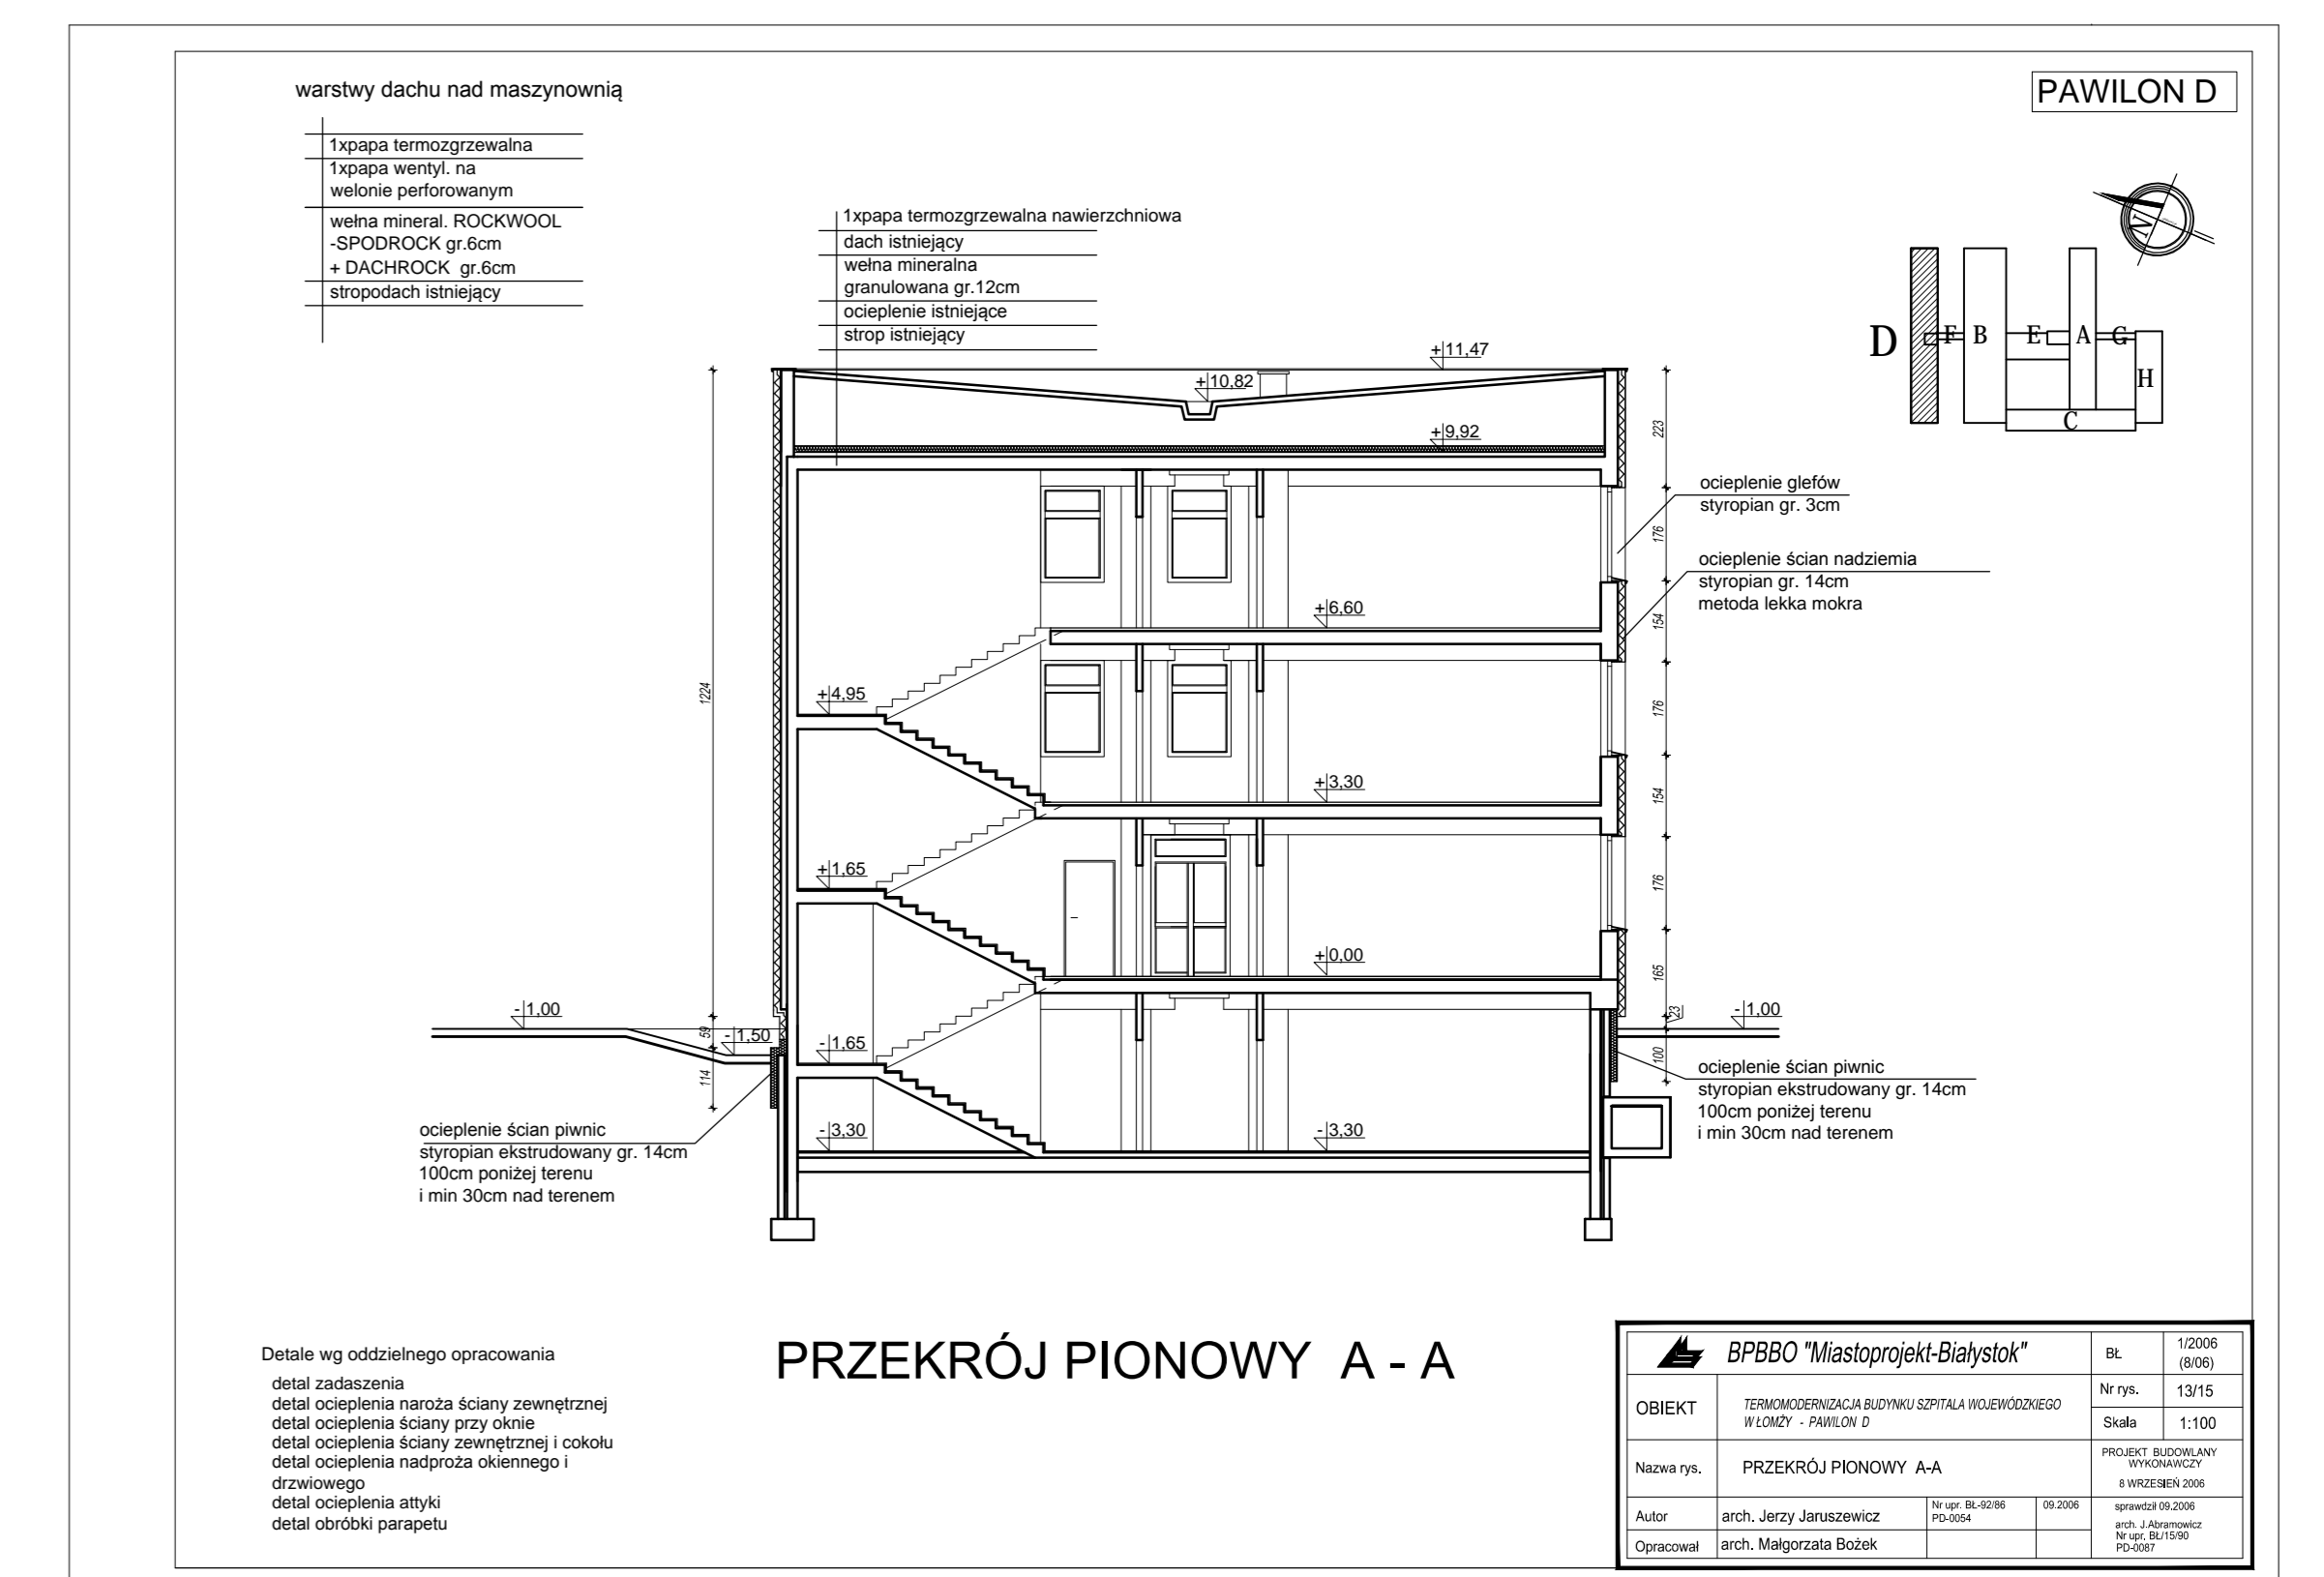 warstwy dachu nad maszynownią
1xpapa termozgrzewalna
1xpapa wentyl. na
welonie perforowanym
wełna mineral. ROCKWOOL
-SPODROCK gr.6cm
+ DACHROCK gr.6cm
stropodach istniejący
PAWILON D
1xpapa termozgrzewalna nawierzchniowa
dach istniejący
wełna mineralna
granulowana gr.12cm
ocieplenie istniejące
strop istniejący
N
D
F
B
E
A
G
H
C
+11,47
+10,82
+9,92
+6,60
+4,95
+3,30
+1,65
+0,00
-1,00
-1,50
-1,65
-1,00
-3,30
-3,30
1224
59
114
223
176
154
176
154
176
165
23
100
ocieplenie glefów
styropian gr. 3cm
ocieplenie ścian nadziemia
styropian gr. 14cm
metoda lekka mokra
ocieplenie ścian piwnic
styropian ekstrudowany gr. 14cm
100cm poniżej terenu
i min 30cm nad terenem
ocieplenie ścian piwnic
styropian ekstrudowany gr. 14cm
100cm poniżej terenu
i min 30cm nad terenem
Detale wg oddzielnego opracowania
detal zadaszenia
detal ocieplenia naroża ściany zewnętrznej
detal ocieplenia ściany przy oknie
detal ocieplenia ściany zewnętrznej i cokołu
detal ocieplenia nadproża okiennego i
drzwiowego
detal ocieplenia attyki
detal obróbki parapetu
PRZEKRÓJ PIONOWY A - A
BPBBO "Miastoprojekt-Białystok"
BŁ
1/2006
(8/06)
OBIEKT
TERMOMODERNIZACJA BUDYNKU SZPITALA WOJEWÓDZKIEGO
W ŁOMŻY - PAWILON D
Nr rys.
13/15
Skala
1:100
Nazwa rys.
PRZEKRÓJ PIONOWY A-A
PROJEKT BUDOWLANY
WYKONAWCZY
8 WRZESIEŃ 2006
Autor
arch. Jerzy Jaruszewicz
Nr upr. BŁ-92/86
PD-0054
09.2006
sprawdził 09.2006
arch. J.Abramowicz
Nr upr. BŁ/15/90
PD-0087
Opracował
arch. Małgorzata Bożek